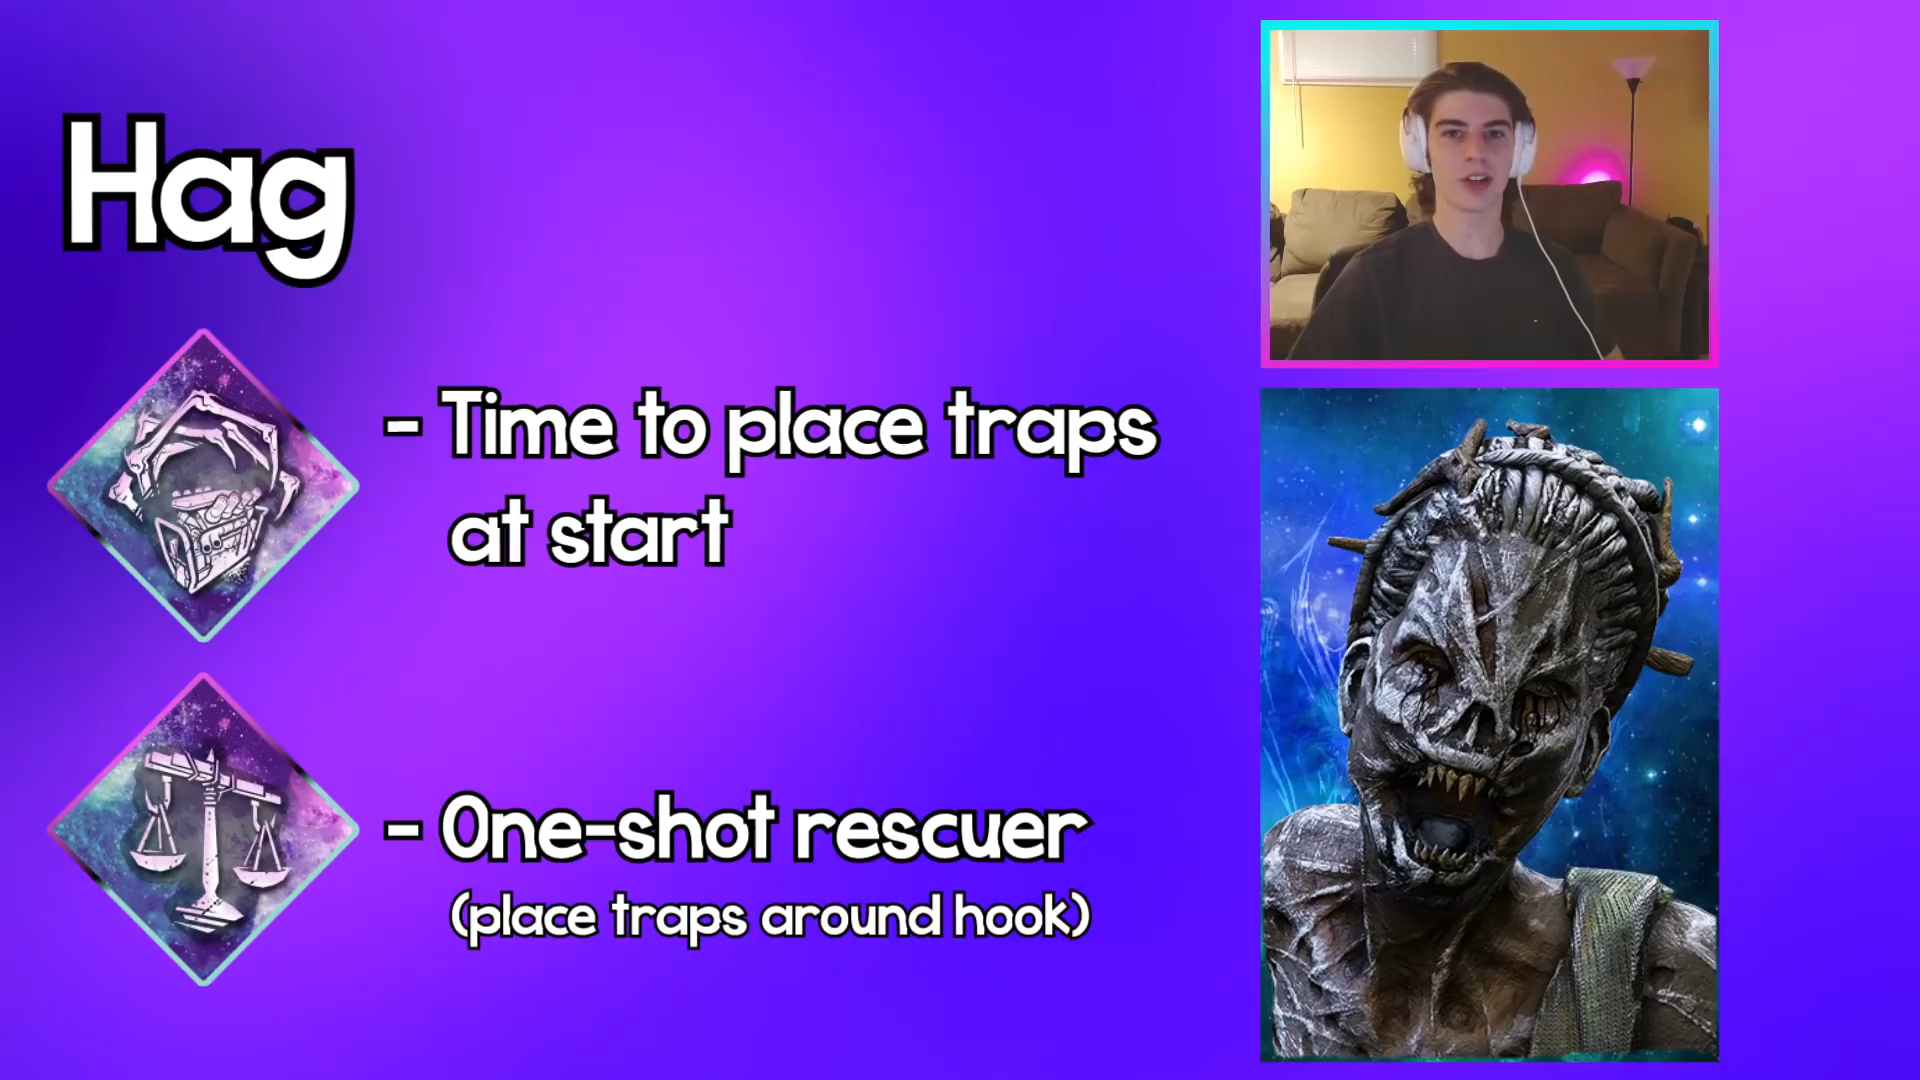 Hag
- Time to place traps
at start
- One-shot rescuer
(place traps around hook)